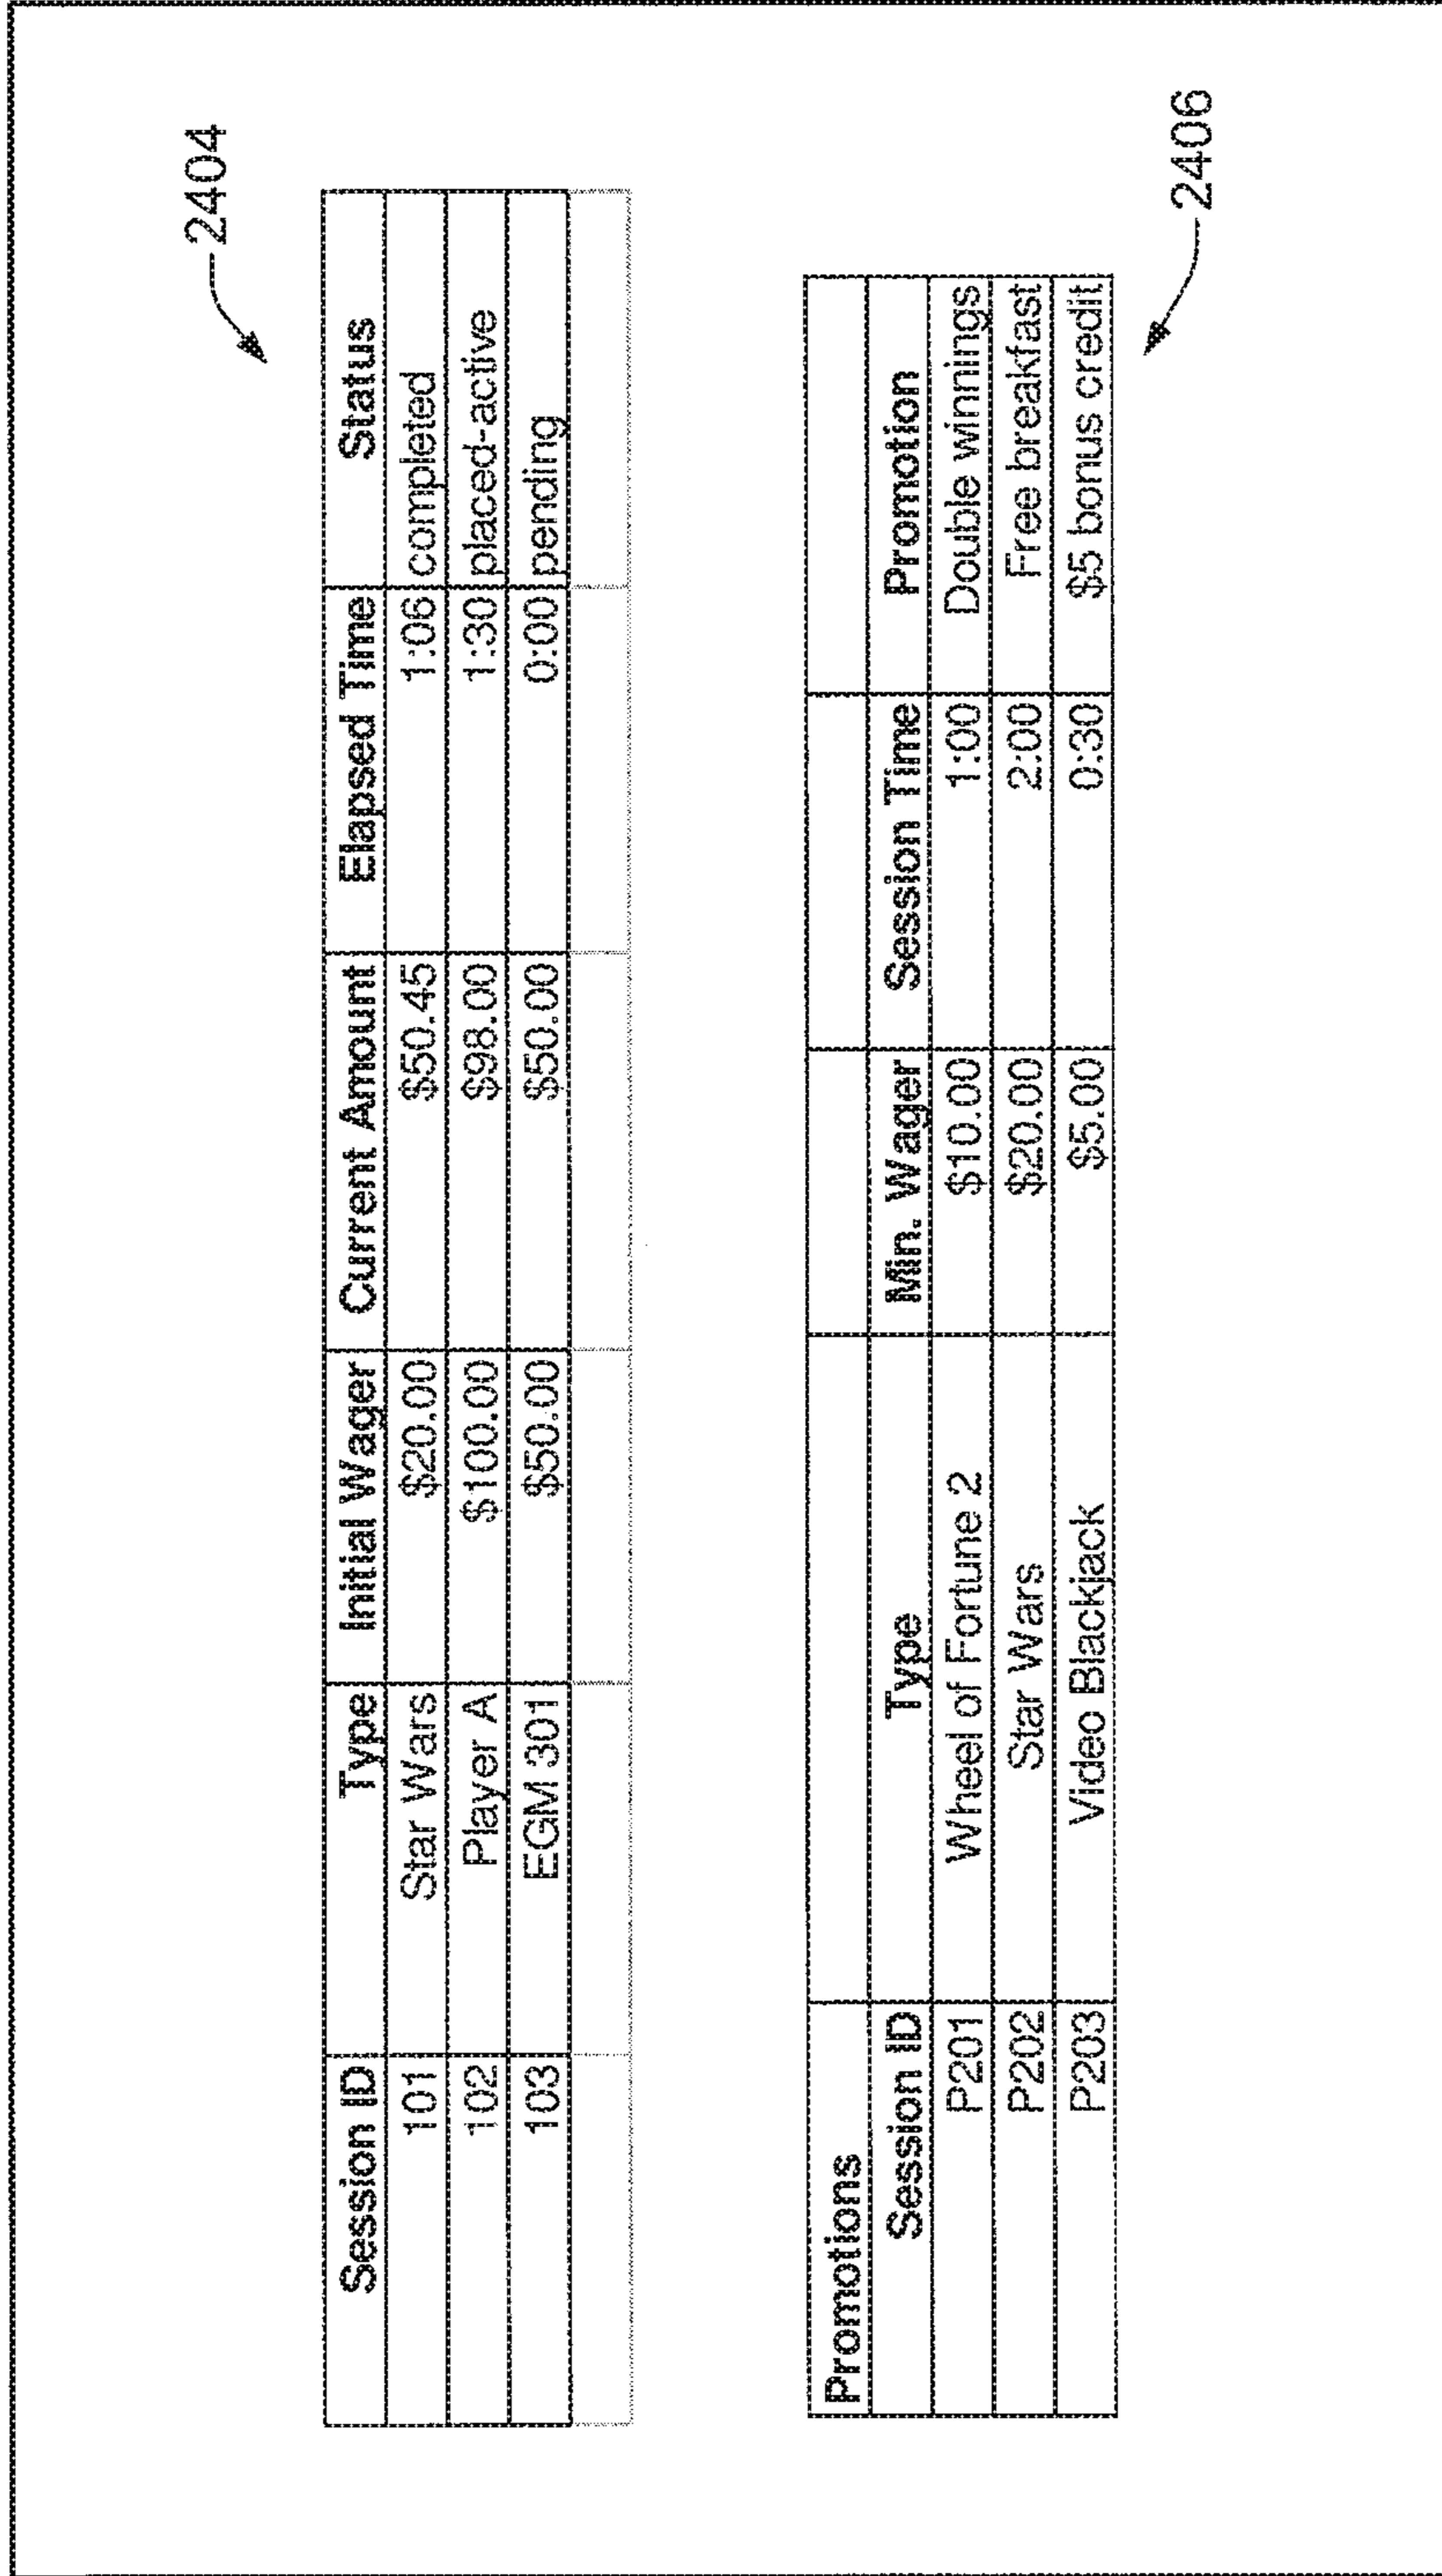 2404
Session ID Type Initial Wager Current Amount Elapsed Time Status
101 Star Wars $20.00 $50.45 1:06 completed
102 Player A $100.00 $98.00 1:30 placed-active
103 EGM 301 $50.00 $50.00 0:00 pending
Promotions
Session ID Type Min. Wager Session Time Promotion
P201 Wheel of Fortune 2 $10.00 1:00 Double winnings
P202 Star Wars $20.00 2:00 Free breakfast
P203 Video Blackjack $5.00 0:30 $5 bonus credit
2406